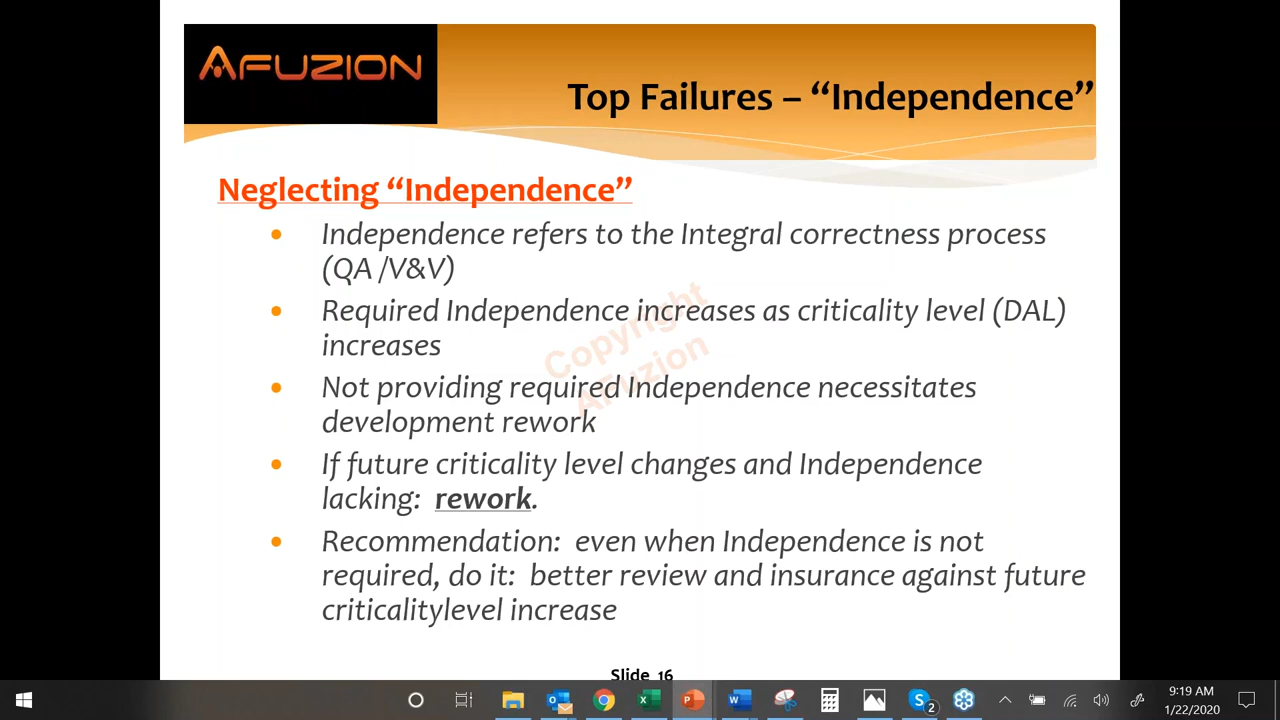 AFUZION
Top Failures – “Independence”
Neglecting “Independence”
Independence refers to the Integral correctness process
(QA /V&V)
Required Independence increases as criticality level (DAL)
increases
Not providing required Independence necessitates
development rework
If future criticality level changes and Independence
lacking: rework.
Recommendation: even when Independence is not
required, do it: better review and insurance against future
criticalitylevel increase
Copyright
AFuzion
Slide 16
2
9:19 AM
1/22/2020